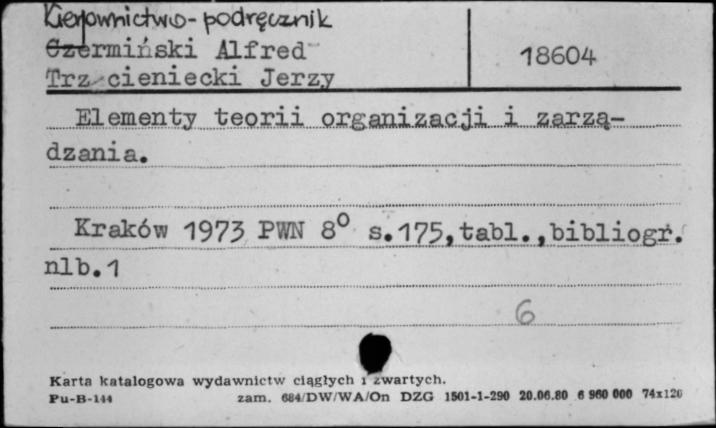 Kierownictwo - podręcznik
Czermiński Alfred
18604
Trzcieniecki Jerzy
Elementy teorii organizacji i zarzą-
dzania.
Kraków 1973 PWN 8° s.175,tabl.,bibliogr.
nlb.1
6
Karta katalogowa wydawnictw ciągłych i zwartych.
Pu-B-144 zam. 684/DW/WA/On DZG 1501-1-290 20.06.80 6 960 000 74x120